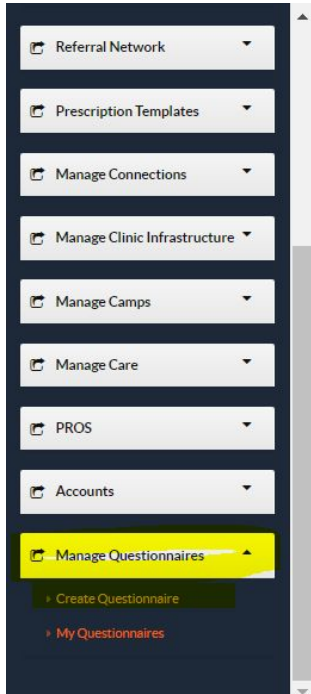 Referral Network
Prescription Templates
Manage Connections
Manage Clinic Infrastructure
Manage Camps
Manage Care
PROS
Accounts
Manage Questionnaires
Create Questionnaire
My Questionnaires